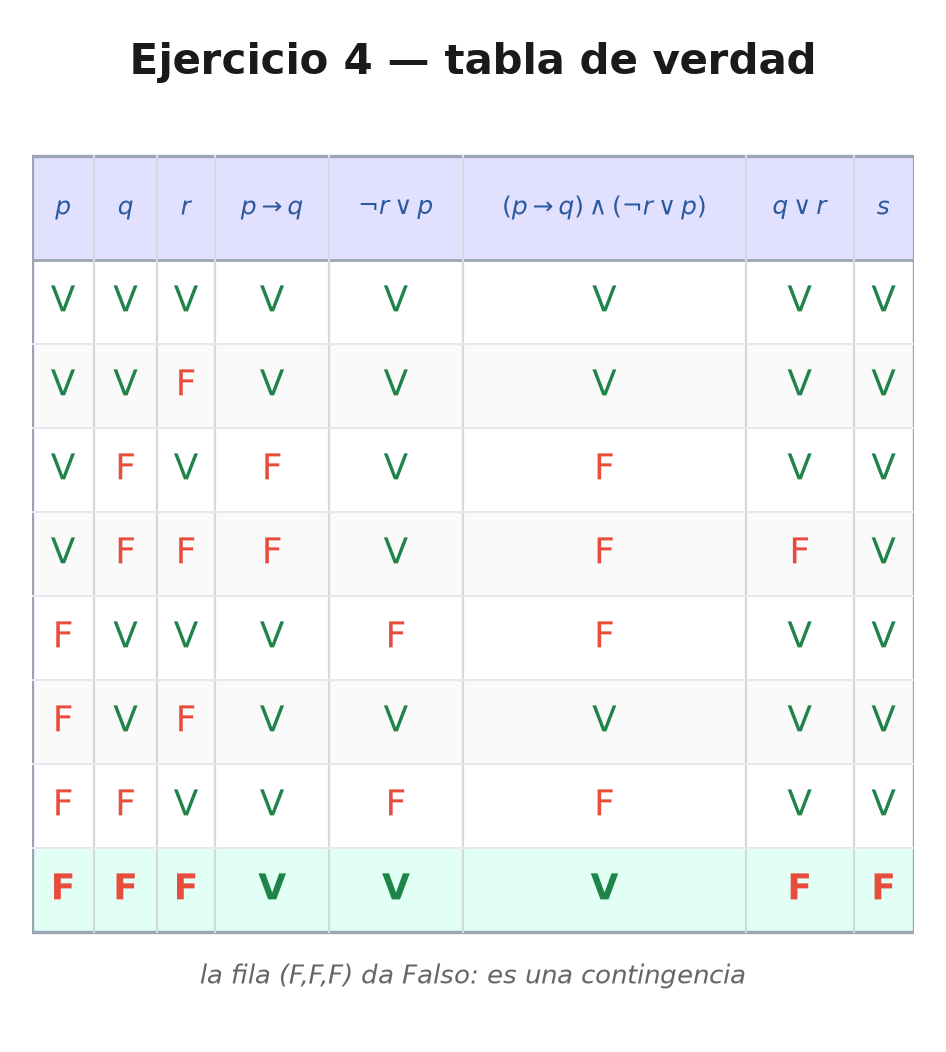 Ejercicio 4 — tabla de verdad
p q r p → q ¬r ∨ p (p → q) ∧ (¬r ∨ p) q ∨ r s
V V V V V V V V
V V F V V V V V
V F V F V F V V
V F F F V F F V
F V V V F F V V
F V F V V V V V
F F V V F F V V
F F F V V V F F
la fila (F,F,F) da Falso: es una contingencia